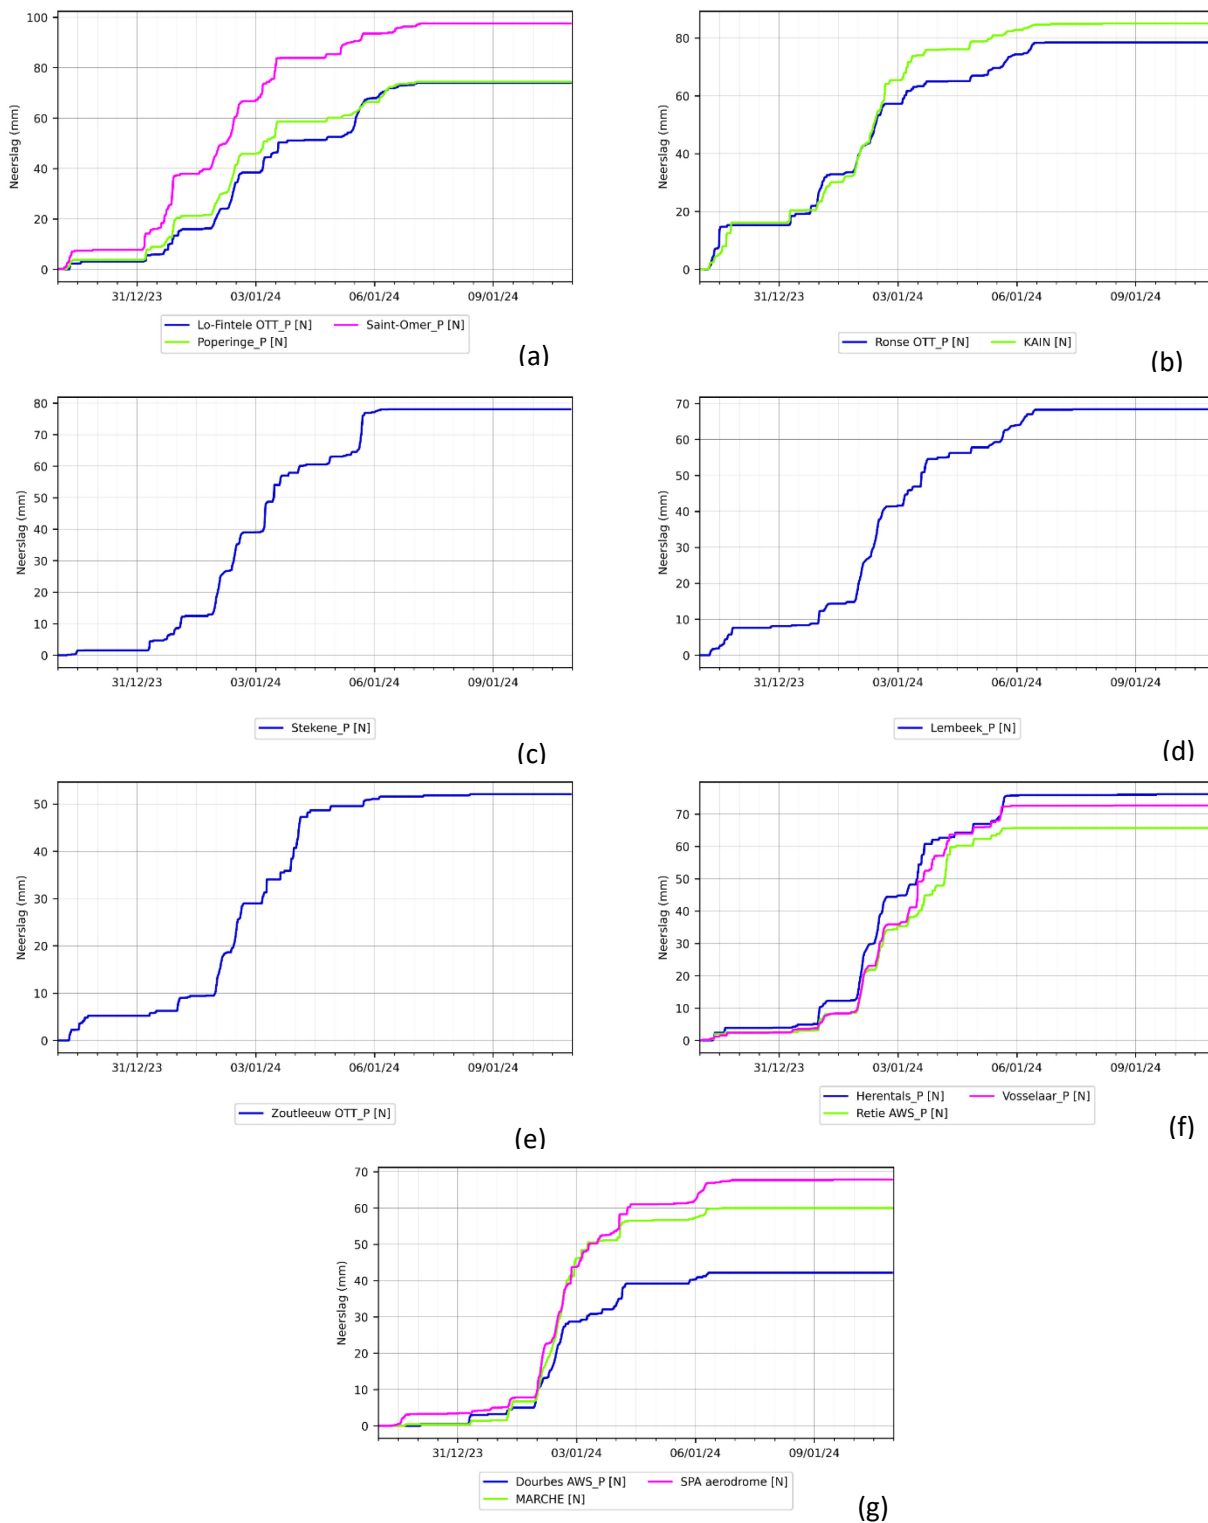 100
80
60
40
20
0
Neerslag (mm)
31/12/23 03/01/24 06/01/24 09/01/24
Lo-Fintele OTT_P [N] Saint-Omer_P [N]
Poperinge_P [N]
(a)
80
60
40
20
0
Neerslag (mm)
31/12/23 03/01/24 06/01/24 09/01/24
Ronse OTT_P [N] KAIN [N]
(b)
80
70
60
50
40
30
20
10
0
Neerslag (mm)
31/12/23 03/01/24 06/01/24 09/01/24
Stekene_P [N]
(c)
70
60
50
40
30
20
10
0
Neerslag (mm)
31/12/23 03/01/24 06/01/24 09/01/24
Lembeek_P [N]
(d)
50
40
30
20
10
0
Neerslag (mm)
31/12/23 03/01/24 06/01/24 09/01/24
Zoutleeuw OTT_P [N]
(e)
70
60
50
40
30
20
10
0
Neerslag (mm)
31/12/23 03/01/24 06/01/24 09/01/24
Herentals_P [N] Vosselaar_P [N]
Retie AWS_P [N]
(f)
70
60
50
40
30
20
10
0
Neerslag (mm)
31/12/23 03/01/24 06/01/24 09/01/24
Dourbes AWS_P [N] SPA aerodrome [N]
MARCHE [N]
(g)